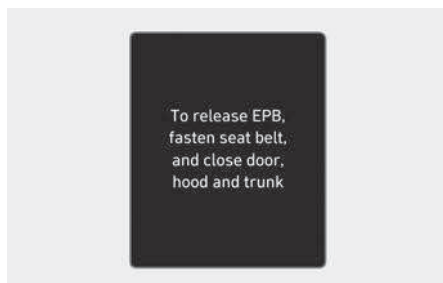 To release EPB,
fasten seat belt,
and close door,
hood and trunk